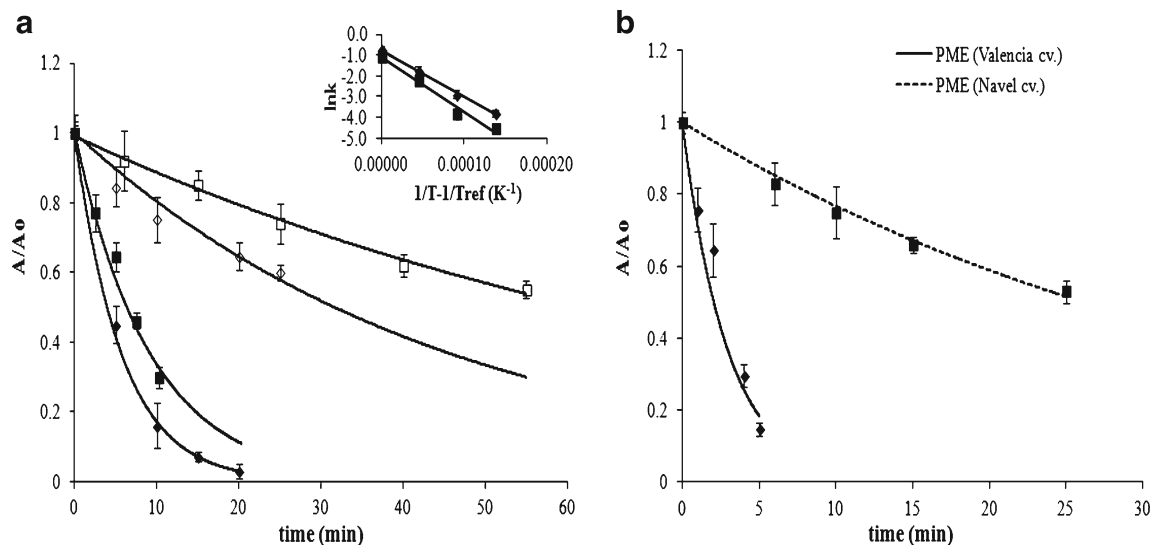 a
1.2
1
0.8
0.6
0.4
0.2
0
A/Ao
0 10 20 30 40 50 60
time (min)
0.0
-1.0
-2.0
-3.0
-4.0
-5.0
lnk
0.00000 0.00010 0.00020
1/T-1/Tref (K-1)
b
1.2
1
0.8
0.6
0.4
0.2
0
A/Ao
0 5 10 15 20 25 30
time (min)
PME (Valencia cv.)
PME (Navel cv.)